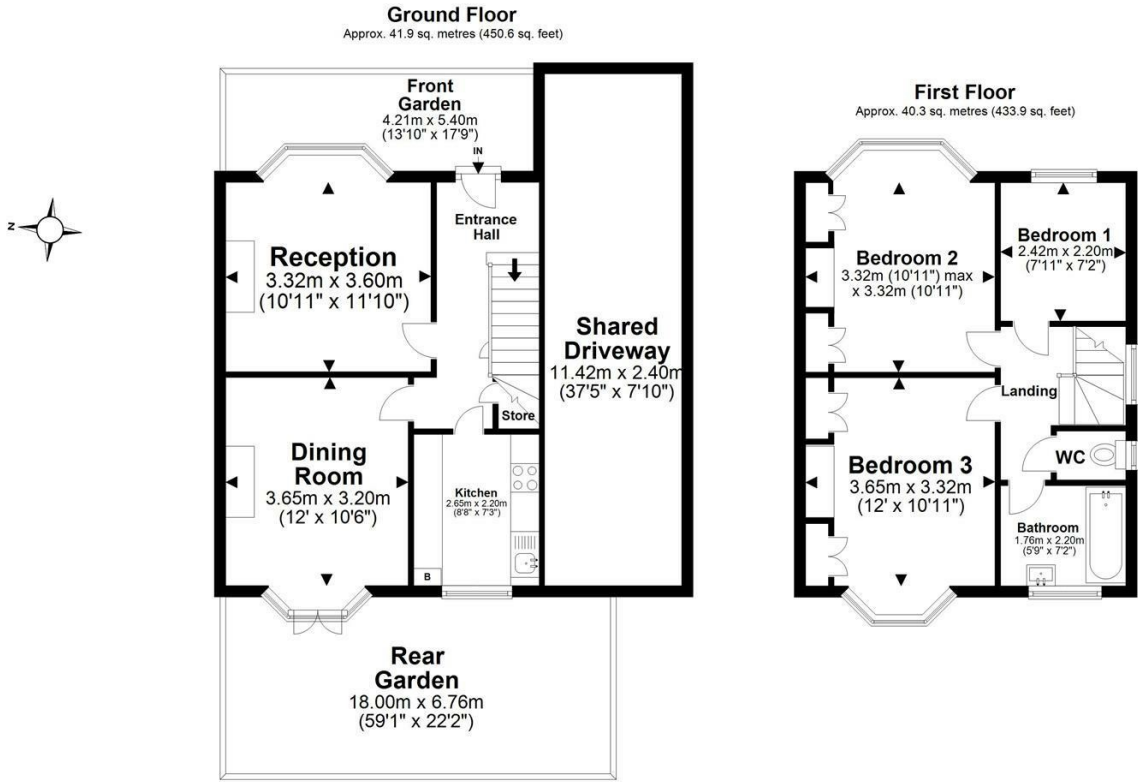 Ground Floor
Approx. 41.9 sq. metres (450.6 sq. feet)
Front
Garden
4.21m x 5.40m
(13'10" x 17'9")
IN
Entrance
Hall
Reception
3.32m x 3.60m
(10'11" x 11'10")
Shared
Driveway
11.42m x 2.40m
(37'5" x 7'10")
Store
Dining
Room
3.65m x 3.20m
(12' x 10'6")
Kitchen
2.65m x 2.20m
(8'8" x 7'3")
B
Rear
Garden
18.00m x 6.76m
(59'1" x 22'2")
N
First Floor
Approx. 40.3 sq. metres (433.9 sq. feet)
Bedroom 2
3.32m (10'11") max
x 3.32m (10'11")
Bedroom 1
2.42m x 2.20m
(7'11" x 7'2")
Landing
WC
Bedroom 3
3.65m x 3.32m
(12' x 10'11")
Bathroom
1.76m x 2.20m
(5'9" x 7'2")